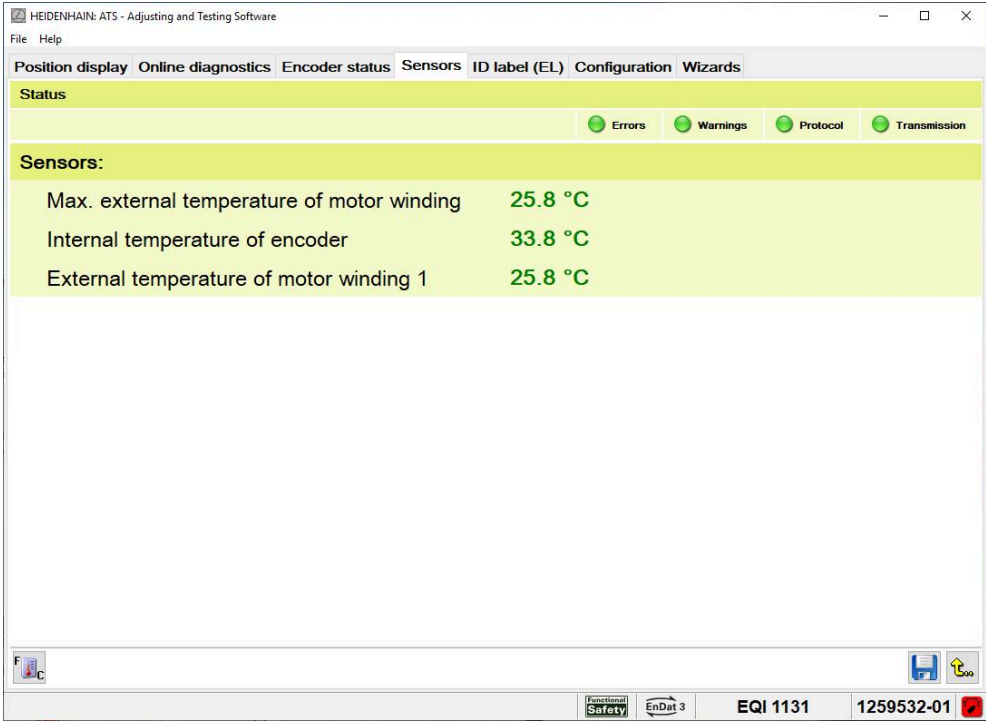 HEIDENHAIN: ATS - Adjusting and Testing Software
File Help
Position display Online diagnostics Encoder status Sensors ID label (EL) Configuration Wizards
Status
Errors Warnings Protocol Transmission
Sensors:
Max. external temperature of motor winding 25.8 °C
Internal temperature of encoder 33.8 °C
External temperature of motor winding 1 25.8 °C
F C
Functional Safety EnDat 3 EQI 1131 1259532-01